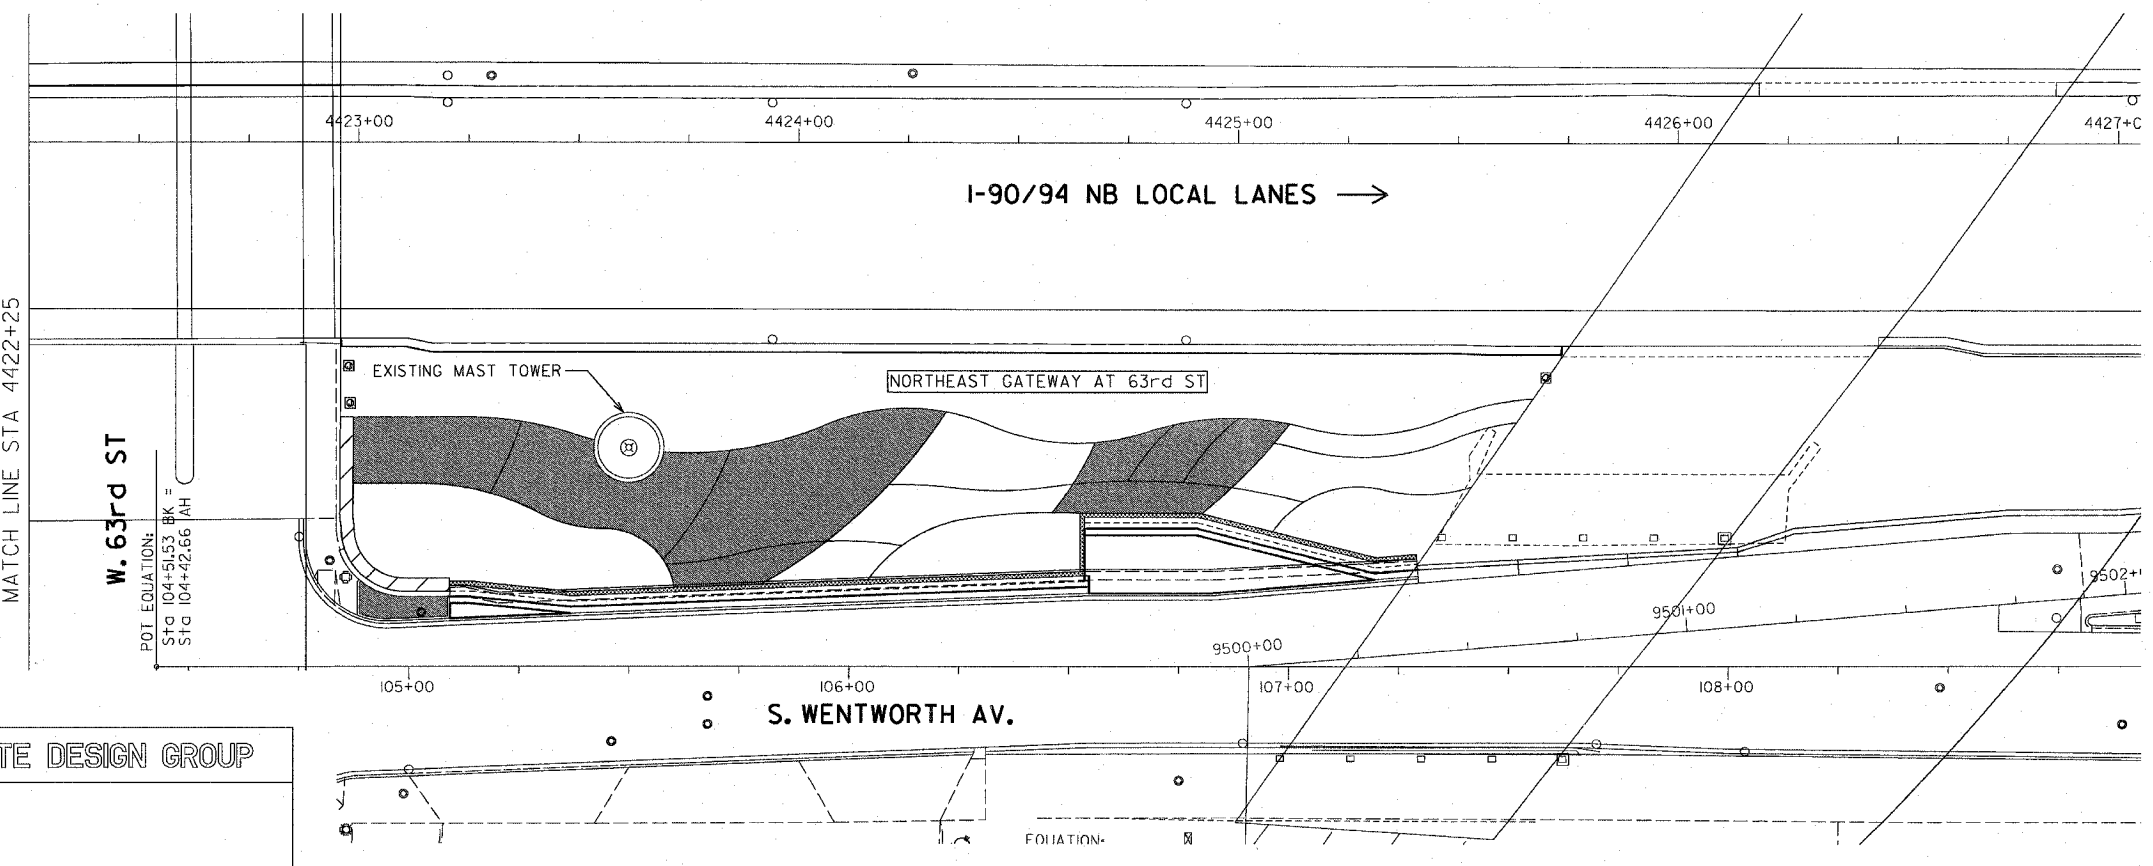 4423+00
4424+00
4425+00
4426+00
4427+0
I-90/94 NB LOCAL LANES
MATCH LINE STA 4422+25
EXISTING MAST TOWER
NORTHEAST GATEWAY AT 63rd ST
W. 63rd ST
POT EQUATION:
Sta 104+51.53 BK =
Sta 104+42.66 AH
9500+00
9501+00
9502+
105+00
106+00
107+00
108+00
S. WENTWORTH AV.
TE DESIGN GROUP
EQUATION: